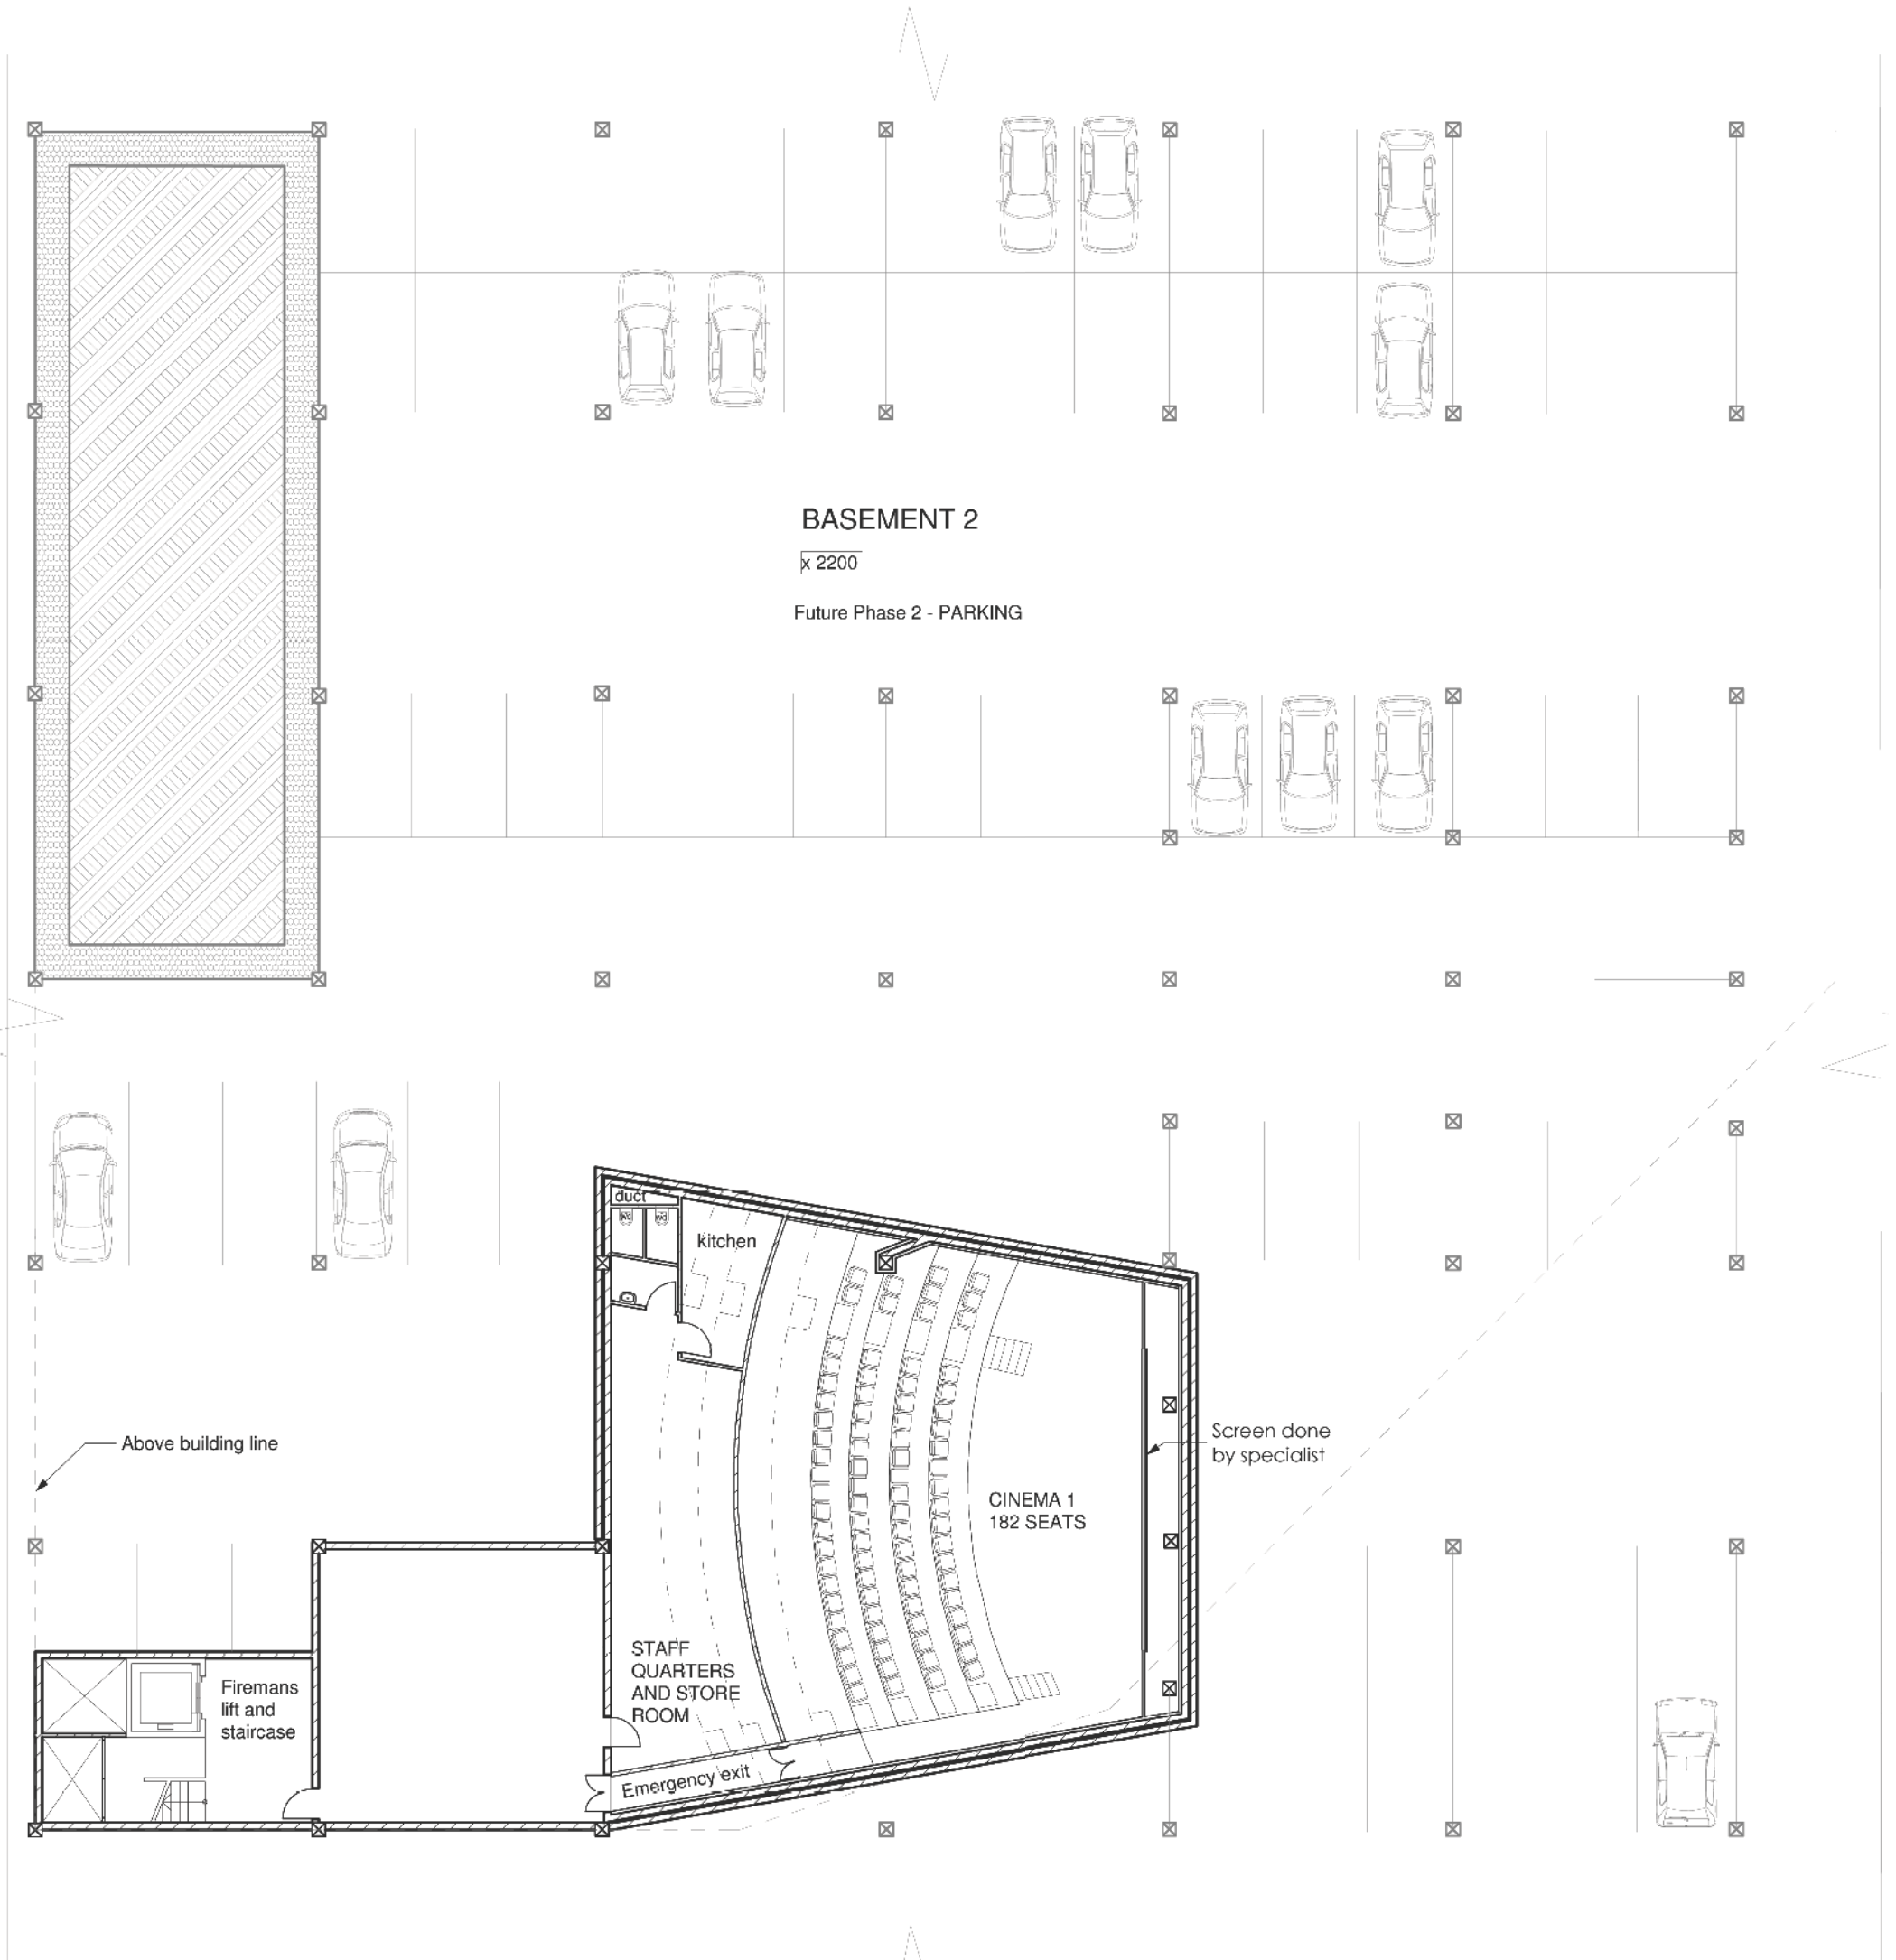 BASEMENT 2
x 2200
Future Phase 2 - PARKING
duct
kitchen
Above building line
Screen done
by specialist
CINEMA 1
182 SEATS
STAFF
QUARTERS
AND STORE
ROOM
Firemans
lift and
staircase
Emergency exit